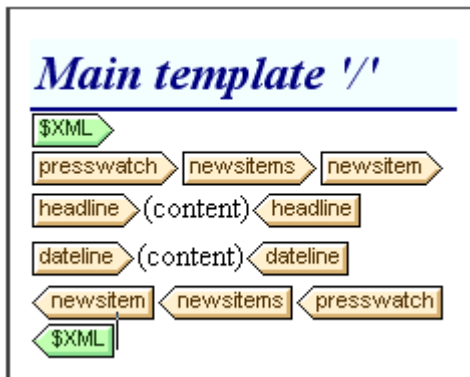 Main template '/'
$XML
presswatch newsitems newsitem
headline (content) headline
dateline (content) dateline
newsitem newsitems presswatch
$XML